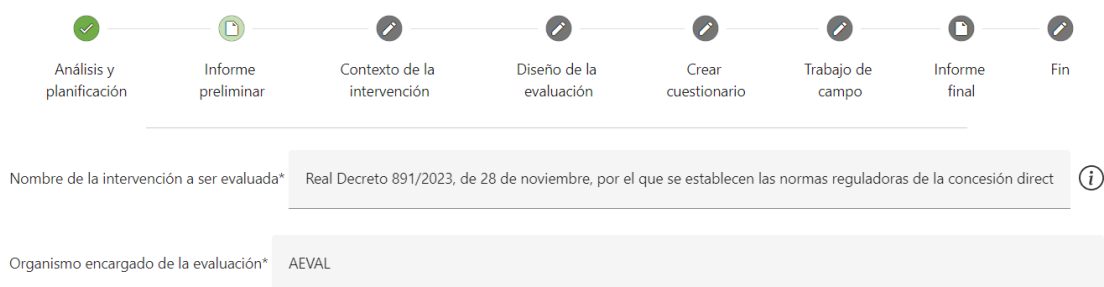 Análisis y planificación
Informe preliminar
Contexto de la intervención
Diseño de la evaluación
Crear cuestionario
Trabajo de campo
Informe final
Fin
Nombre de la intervención a ser evaluada* Real Decreto 891/2023, de 28 de noviembre, por el que se establecen las normas reguladoras de la concesión direct
Organismo encargado de la evaluación* AEVAL